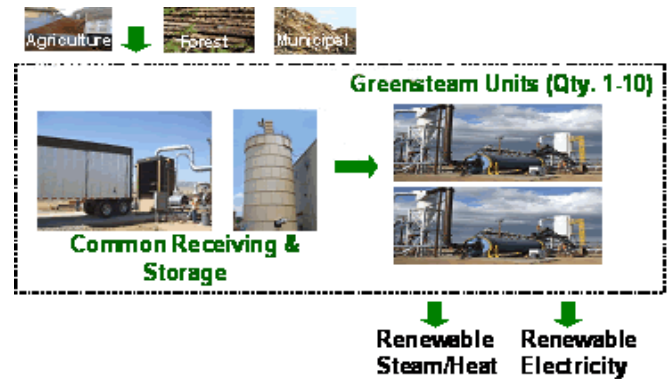 Agriculture
Forest
Municipal
Greensteam Units (Qty. 1-10)
Common Receiving &
Storage
Renewable
Steam/Heat
Renewable
Electricity